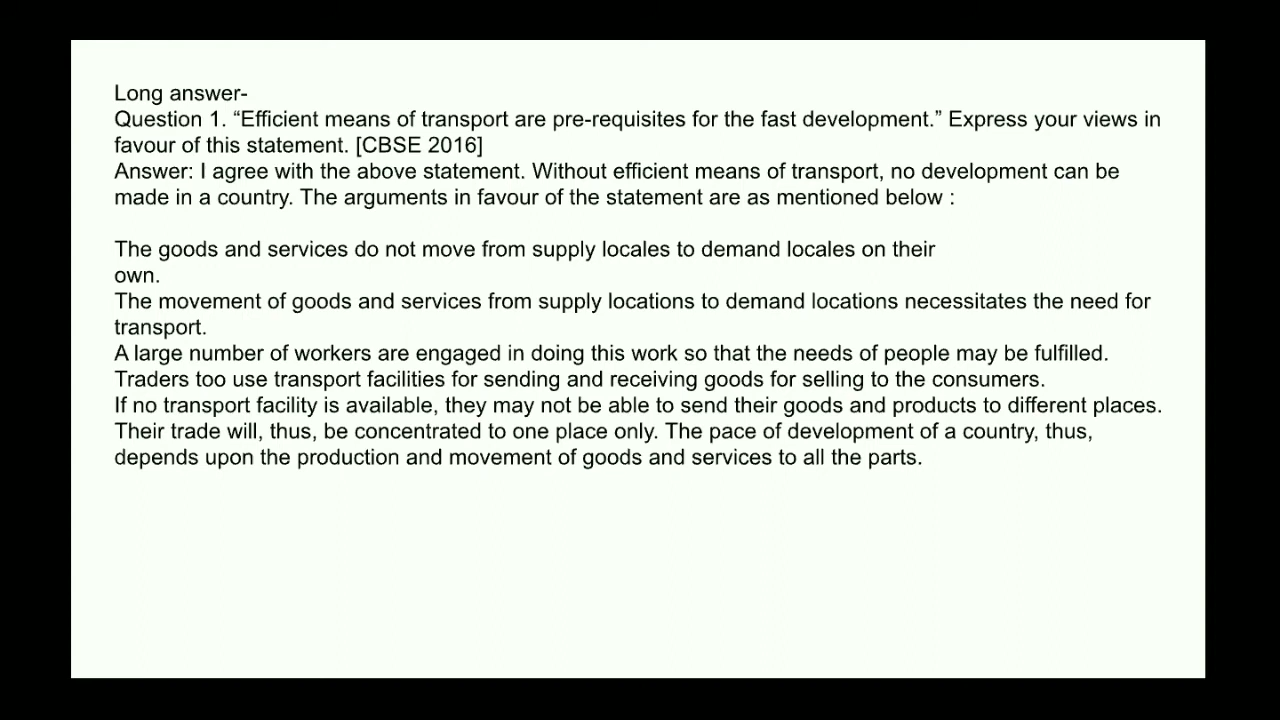 Long answer-
Question 1. “Efficient means of transport are pre-requisites for the fast development.” Express your views in
favour of this statement. [CBSE 2016]
Answer: I agree with the above statement. Without efficient means of transport, no development can be
made in a country. The arguments in favour of the statement are as mentioned below :
The goods and services do not move from supply locales to demand locales on their
own.
The movement of goods and services from supply locations to demand locations necessitates the need for
transport.
A large number of workers are engaged in doing this work so that the needs of people may be fulfilled.
Traders too use transport facilities for sending and receiving goods for selling to the consumers.
If no transport facility is available, they may not be able to send their goods and products to different places.
Their trade will, thus, be concentrated to one place only. The pace of development of a country, thus,
depends upon the production and movement of goods and services to all the parts.